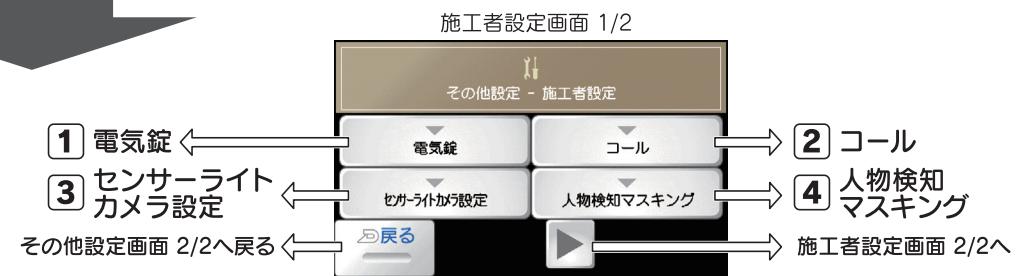 施工者設定画面 1/2
その他設定 - 施工者設定
1 電気錠
電気錠
コール
2 コール
3 センサーライト
カメラ設定
センサーライトカメラ設定
人物検知マスキング
4 人物検知
マスキング
その他設定画面 2/2へ戻る
戻る
施工者設定画面 2/2へ